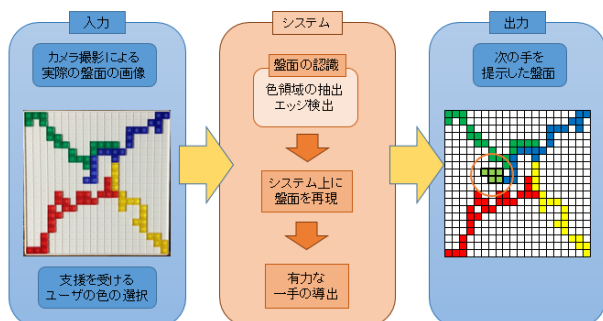 入力
カメラ撮影による
実際の盤面の画像
支援を受ける
ユーザの色の選択
システム
盤面の認識
色領域の抽出
エッジ検出
システム上に
盤面を再現
有力な
一手の導出
出力
次の手を
提示した盤面